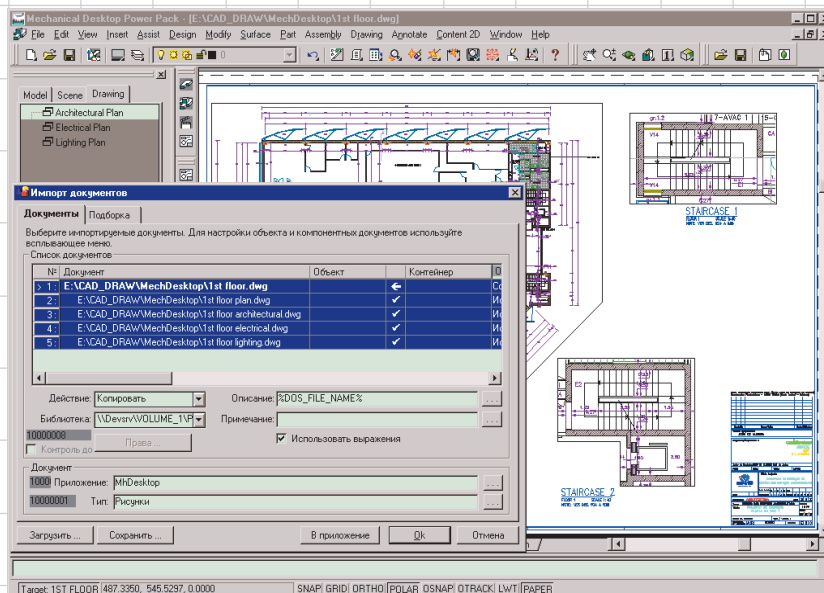 Mechanical Desktop Power Pack - [E:\CAD_DRAW\MechDesktop\1st floor.dwg]
File Edit View Insert Assist Design Modify Surface Part Assembly Drawing Annotate Content 2D Window Help
Model Scene Drawing
Architectural Plan
Electrical Plan
Lighting Plan
7-AVAC 1
STAIRCASE 1
Импорт документов
Документы Подборка
Выберите импортируемые документы. Для настройки объекта и компонентных документов используйте
всплывающее меню.
Список документов
№ Документ Объект Контейнер
> 1: E:\CAD_DRAW\MechDesktop\1st floor.dwg
2: E:\CAD_DRAW\MechDesktop\1st floor plan.dwg
3: E:\CAD_DRAW\MechDesktop\1st floor architectural.dwg
4: E:\CAD_DRAW\MechDesktop\1st floor electrical.dwg
5: E:\CAD_DRAW\MechDesktop\1st floor lighting.dwg
Действие: Копировать Описание: %DOS_FILE_NAME% ...
Библиотека: \\Devsrv\VOLUME_1\P Примечание: ...
10000008 Права ... Использовать выражения
Контроль до
Документ
1000 Приложение: MhDesktop ...
10000001 Тип: Рисунки ...
Загрузить ... Сохранить ... В приложение Ok Отмена
E2
STAIRCASE 2
Target: 1ST FLOOR 487.3350, 545.5297, 0.0000 SNAP GRID ORTHO POLAR OSNAP OTRACK LWT PAPER